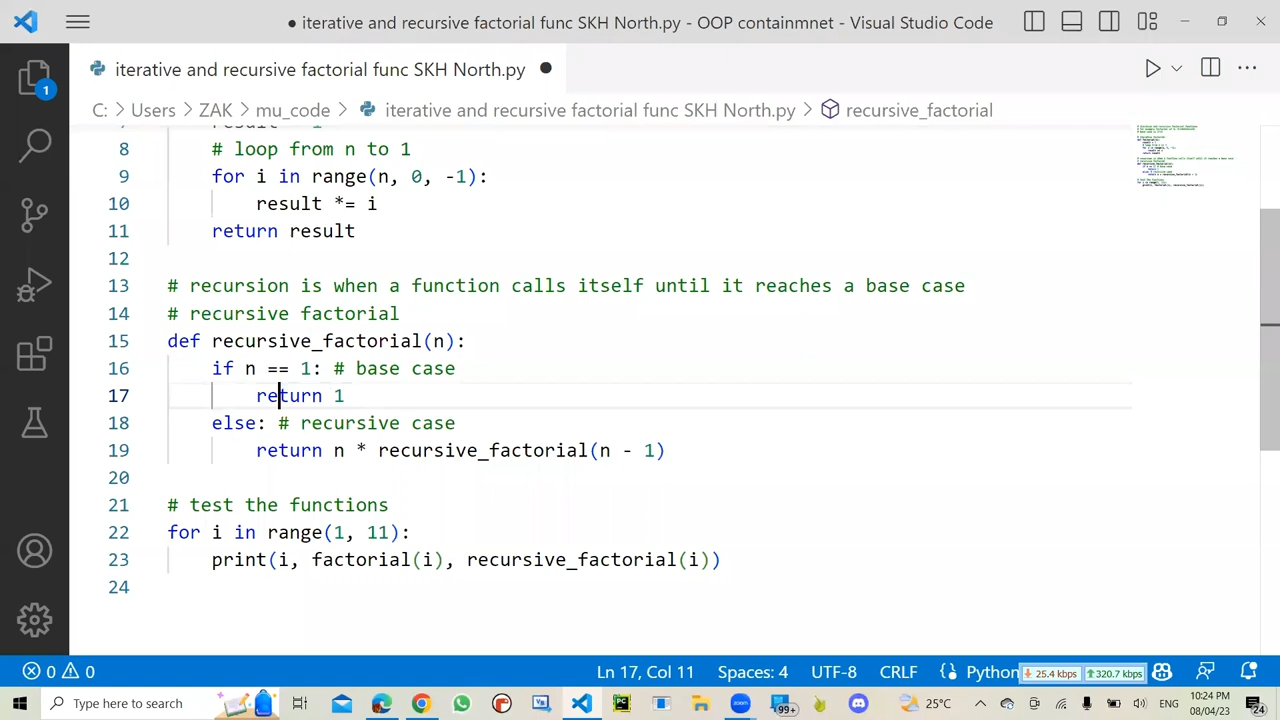 ● iterative and recursive factorial func SKH North.py - OOP containmnet - Visual Studio Code
iterative and recursive factorial func SKH North.py ●
1
C: > Users > ZAK > mu_code > iterative and recursive factorial func SKH North.py > recursive_factorial
8 # loop from n to 1
9 for i in range(n, 0, -1):
10 result *= i
11 return result
12
13 # recursion is when a function calls itself until it reaches a base case
14 # recursive factorial
15 def recursive_factorial(n):
16 if n == 1: # base case
17 return 1
18 else: # recursive case
19 return n * recursive_factorial(n - 1)
20
21 # test the functions
22 for i in range(1, 11):
23 print(i, factorial(i), recursive_factorial(i))
24
0 0 Ln 17, Col 11 Spaces: 4 UTF-8 CRLF Python 25.4 kbps 320.7 kbps
Type here to search 99+ 25°C 10:24 PM
08/04/23 24